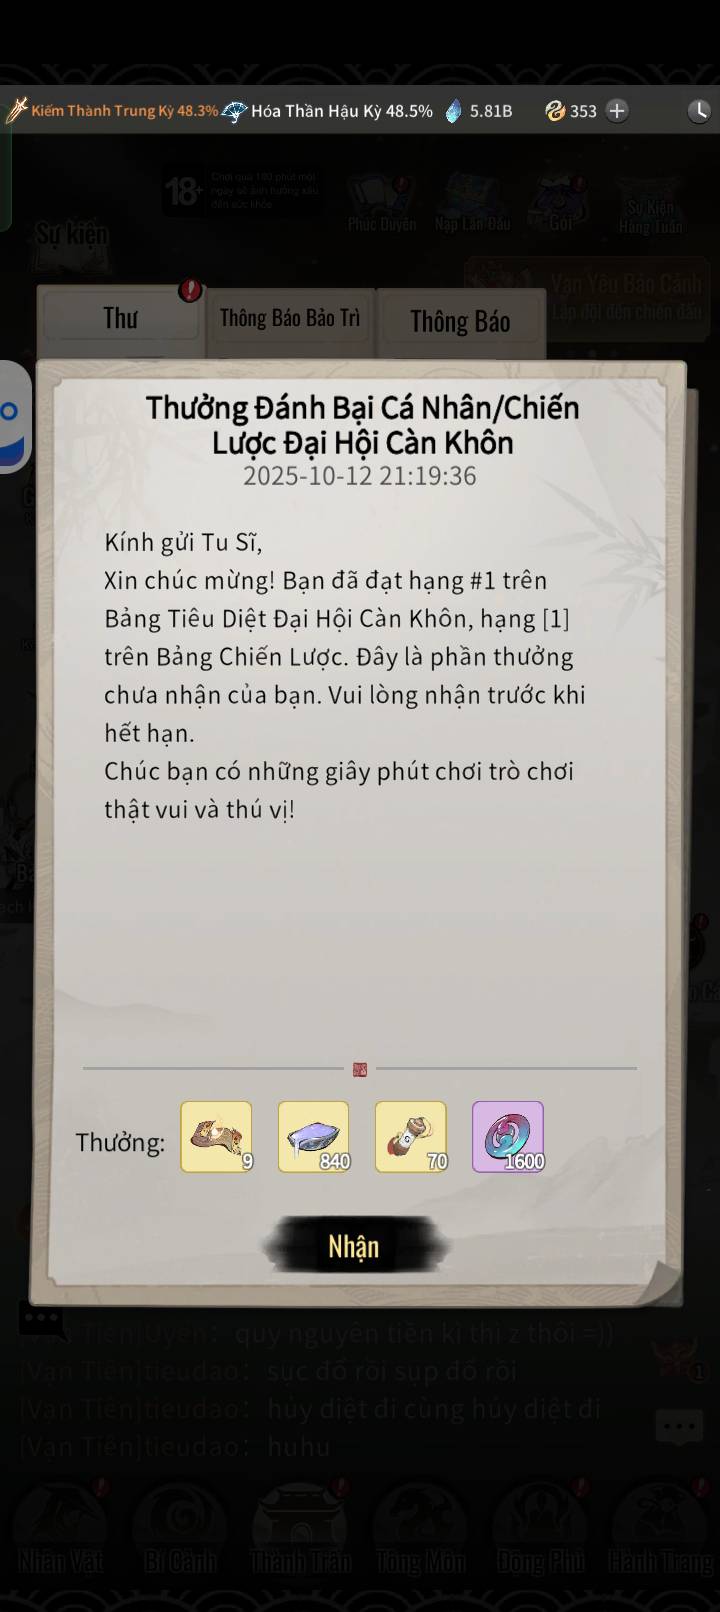 Kiếm Thành Trung Kỳ 48.3% Hóa Thần Hậu Kỳ 48.5% 5.81B 353
18+ Chơi quá 180 phút một
ngày sẽ ảnh hưởng xấu
đến sức khỏe
Phúc Duyên Nạp Lần Đầu Gói Sự Kiện
Hàng Tuần
Sự kiện
Vạn Yêu Bảo Cảnh
Lập đội đến chiến đấu
Thư Thông Báo Bảo Trì Thông Báo
Thưởng Đánh Bại Cá Nhân/Chiến
Lược Đại Hội Càn Khôn
2025-10-12 21:19:36
Kính gửi Tu Sĩ,
Xin chúc mừng! Bạn đã đạt hạng #1 trên
Bảng Tiêu Diệt Đại Hội Càn Khôn, hạng [1]
trên Bảng Chiến Lược. Đây là phần thưởng
chưa nhận của bạn. Vui lòng nhận trước khi
hết hạn.
Chúc bạn có những giây phút chơi trò chơi
thật vui và thú vị!
Thưởng: 9 840 70 1600
Nhận
[Vạn Tiên]Uyên: quy nguyên tiền kì thì z thôi =))
[Vạn Tiên]tieudao: sục đổ rồi sụp đổ rồi
[Vạn Tiên]tieudao: hủy diệt đi cùng hủy diệt đi
[Vạn Tiên]tieudao: huhu
1
Nhân Vật Bí Cảnh Thành Trấn Tông Môn Động Phủ Hành Trang